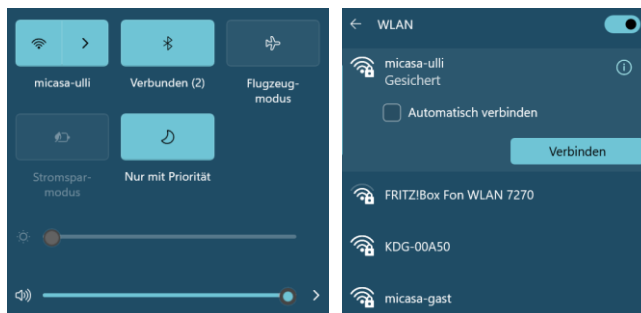 micasa-ulli
Verbunden (2)
Flugzeug-
modus
Stromspar-
modus
Nur mit Priorität
WLAN
micasa-ulli
Gesichert
Automatisch verbinden
Verbinden
FRITZ!Box Fon WLAN 7270
KDG-00A50
micasa-gast